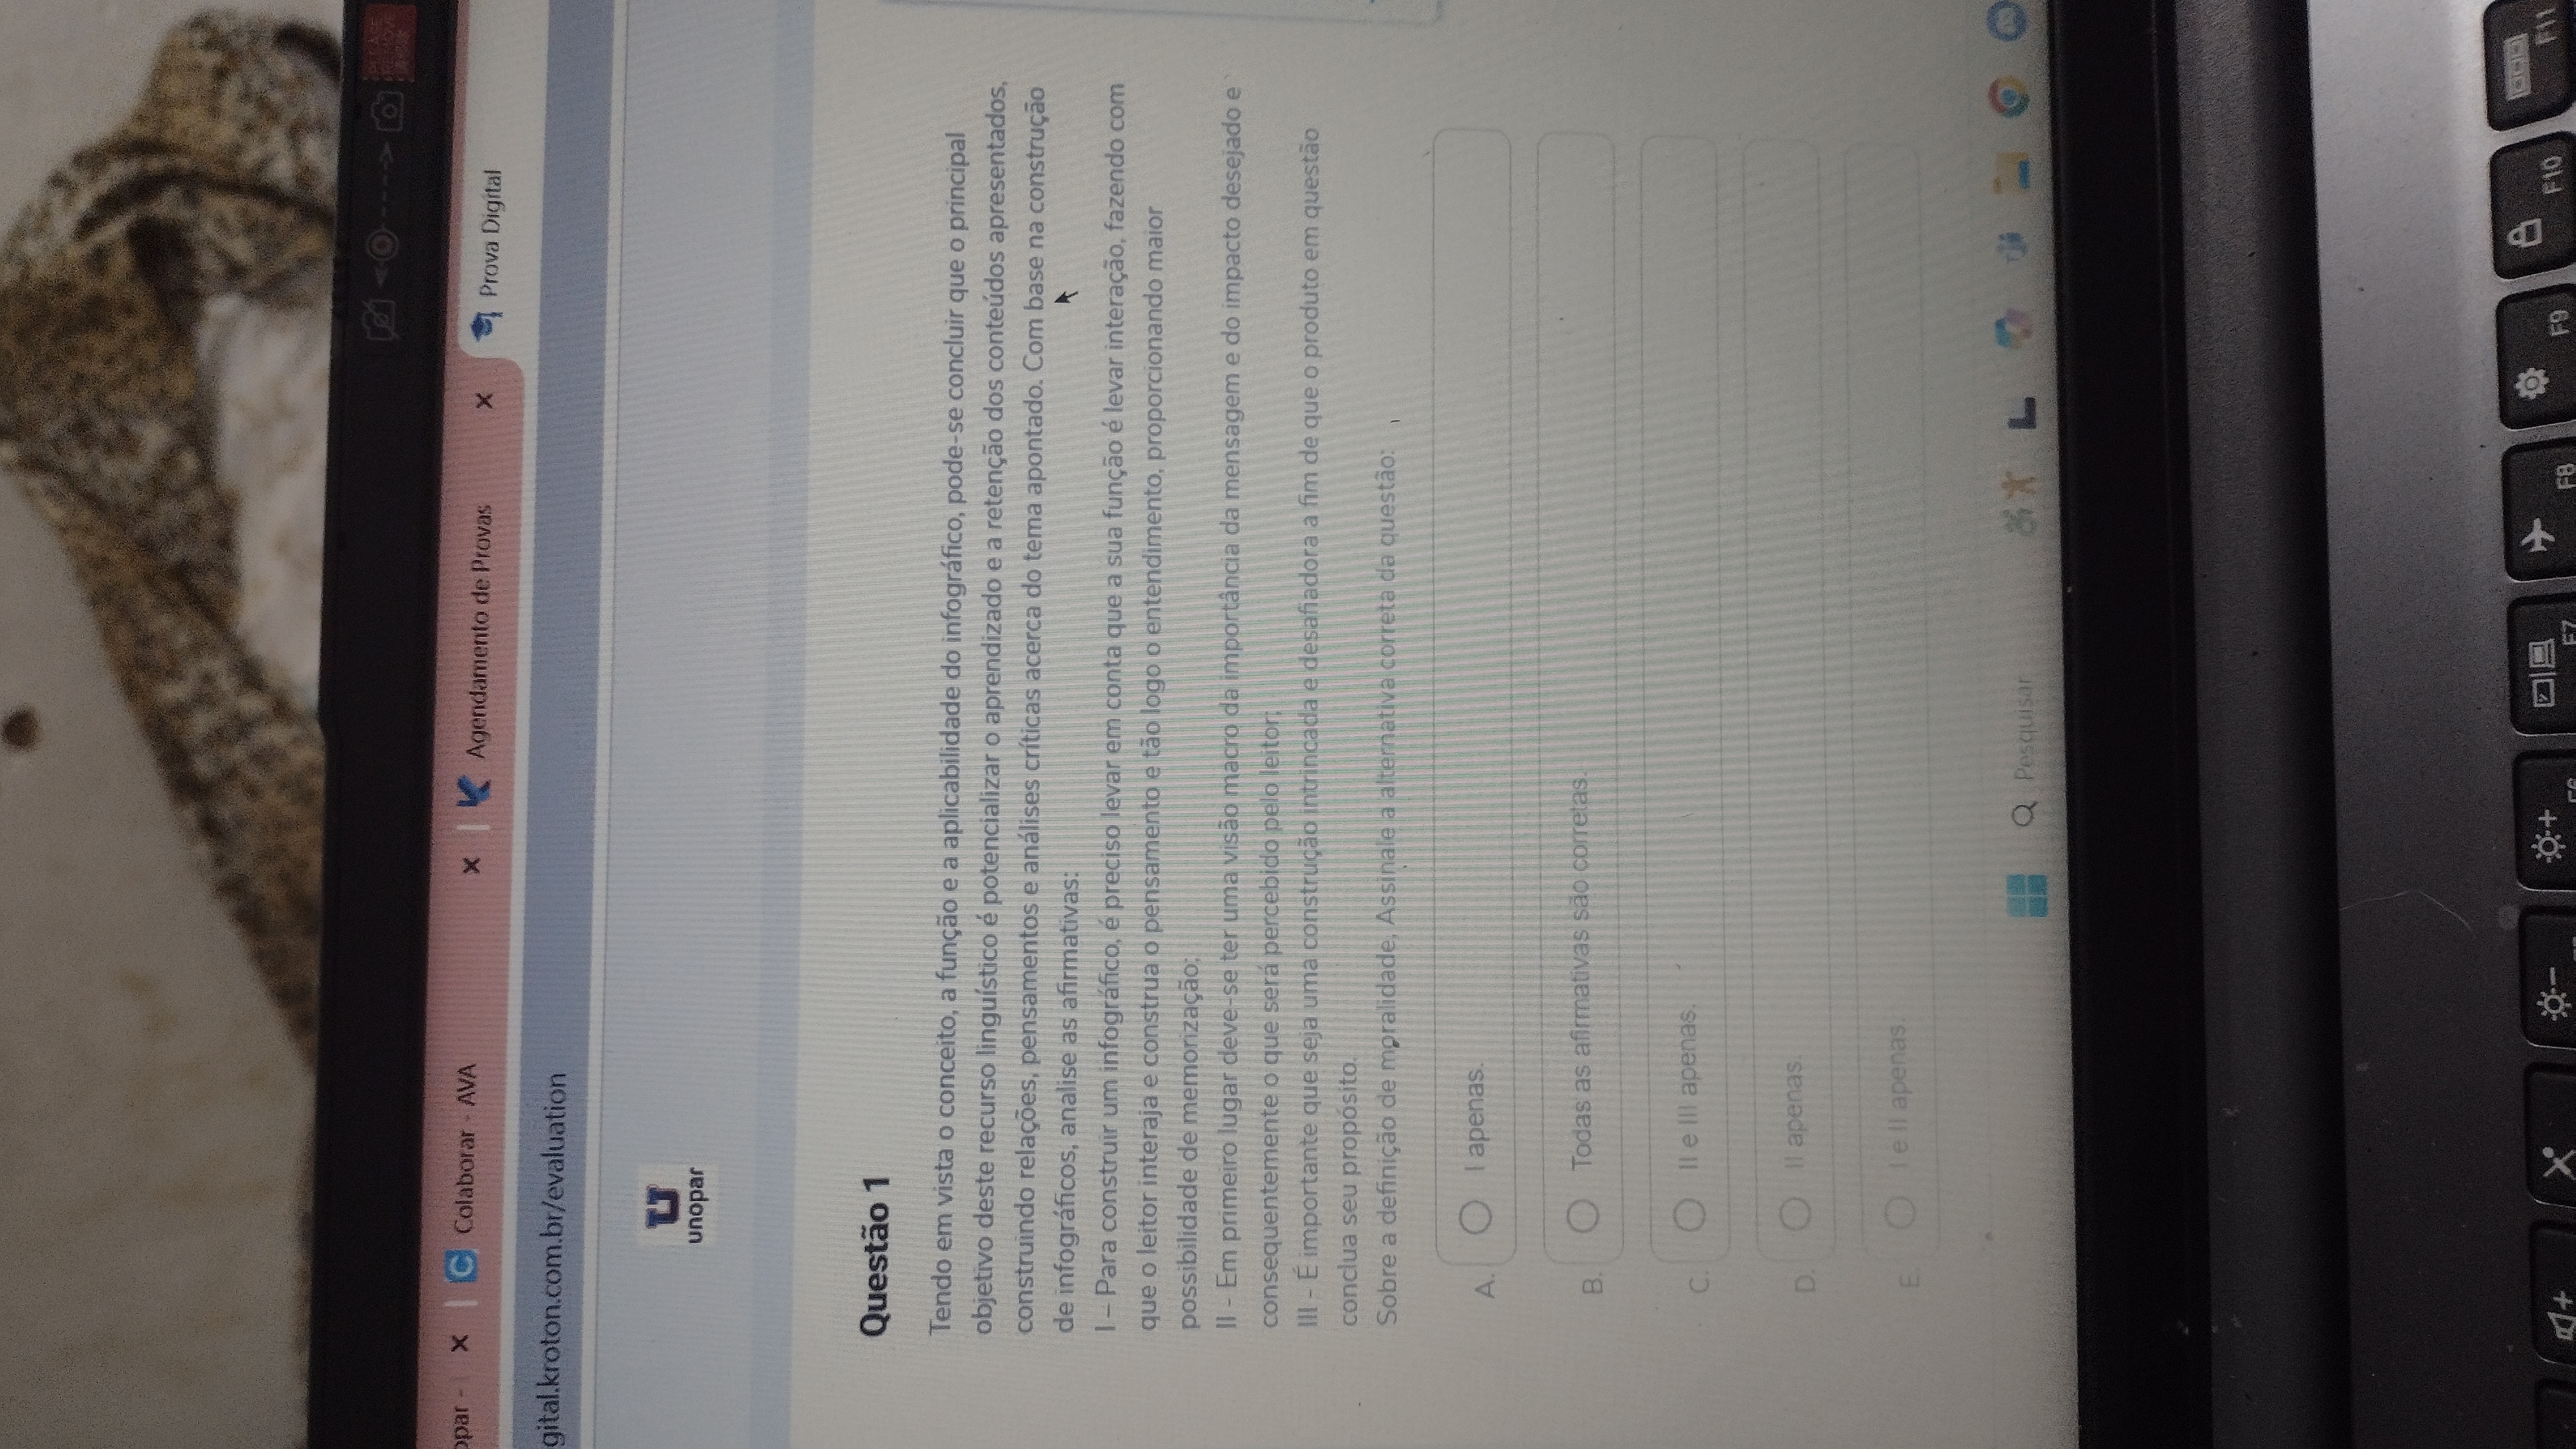 opar -
Colaborar - AVA
Agendamento de Provas
Prova Digital
gital.kroton.com.br/evaluation
unopar
Questão 1
Tendo em vista o conceito, a função e a aplicabilidade do infográfico, pode-se concluir que o principal
objetivo deste recurso linguístico é potencializar o aprendizado e a retenção dos conteúdos apresentados,
construindo relações, pensamentos e análises críticas acerca do tema apontado. Com base na construção
de infográficos, analise as afirmativas:
I – Para construir um infográfico, é preciso levar em conta que a sua função é levar interação, fazendo com
que o leitor interaja e construa o pensamento e tão logo o entendimento, proporcionando maior
possibilidade de memorização;
II - Em primeiro lugar deve-se ter uma visão macro da importância da mensagem e do impacto desejado e
consequentemente o que será percebido pelo leitor;
III - É importante que seja uma construção intrincada e desafiadora a fim de que o produto em questão
conclua seu propósito.
Sobre a definição de moralidade, Assinale a alternativa correta da questão:
A. I apenas.
B. Todas as afirmativas são corretas.
C. II e III apenas.
D. II apenas.
E. I e II apenas.
Pesquisar
F6
F7
F8
F9
F10
F11